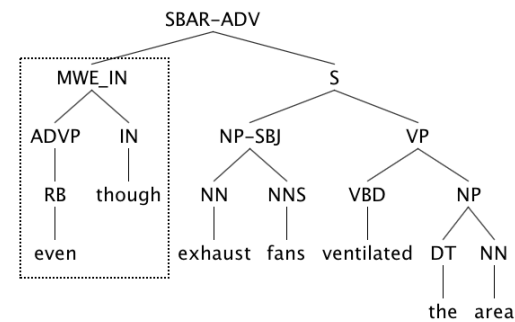 SBAR-ADV
MWE_IN S
ADVP IN NP-SBJ VP
RB though NN NNS VBD NP
even exhaust fans ventilated DT NN
the area